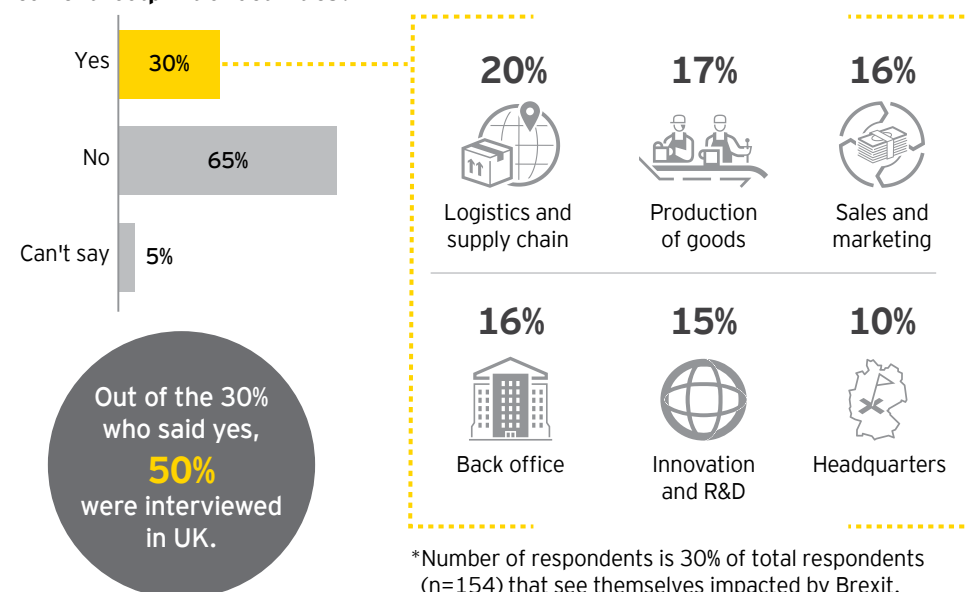 Yes
30%
No
65%
Can't say
5%
Out of the 30%
who said yes,
50%
were interviewed
in UK.
20%
Logistics and
supply chain
17%
Production
of goods
16%
Sales and
marketing
16%
Back office
15%
Innovation
and R&D
10%
Headquarters
*Number of respondents is 30% of total respondents
(n=154) that see themselves impacted by Brexit.